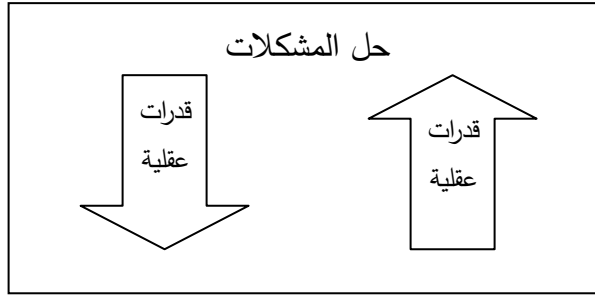 حل المشكلات
قدرات
عقلية
قدرات
عقلية